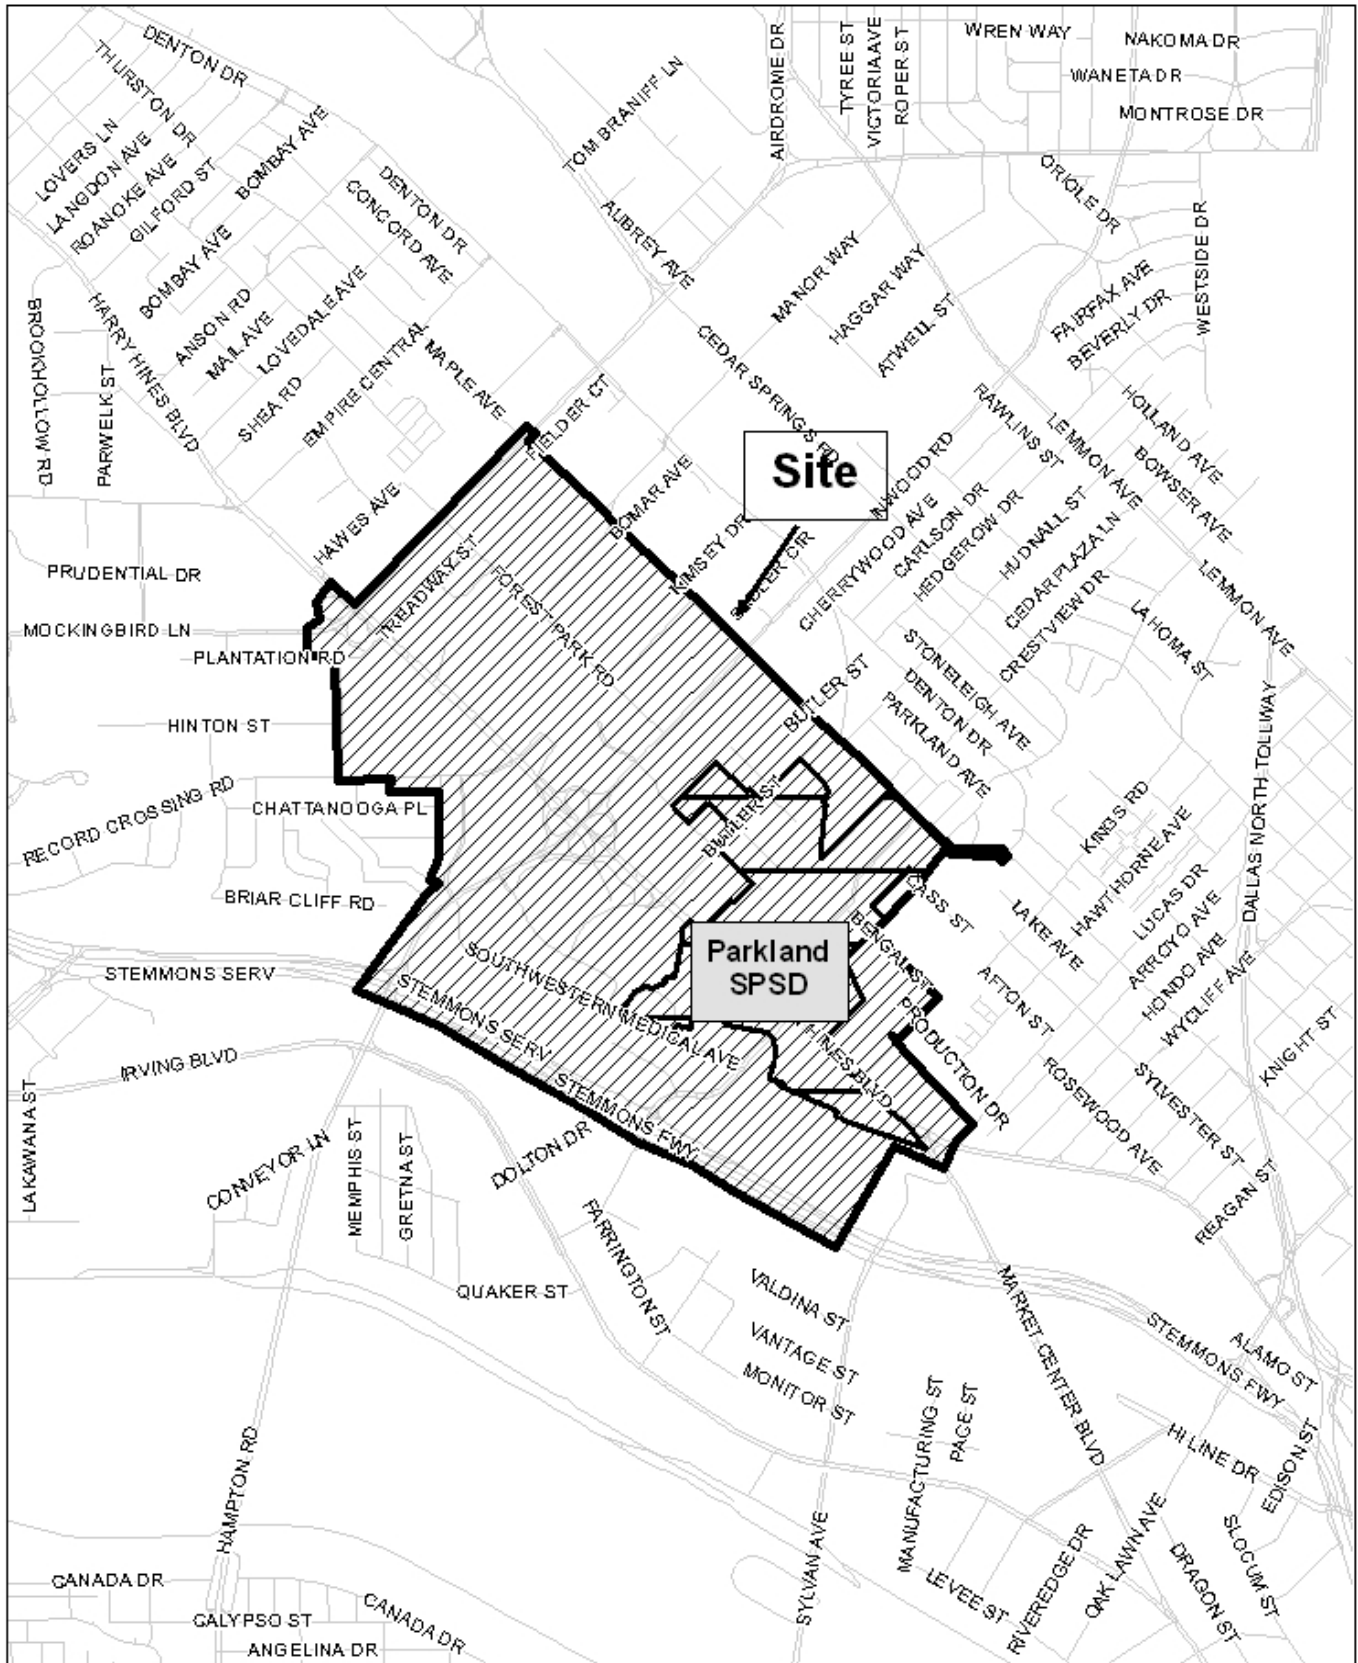 DENTON DR
THURSTON DR
LOVERS LN
LANGDON AVE
ROANOKE AVE
GILFORD ST
BOMBAY AVE
TOM BRANIFF LN
AIRDROME DR
TYREE ST
VICTORIA AVE
ROPER ST
WREN WAY
NAKOMA DR
WANETA DR
MONTROSE DR
DENTON DR
CONCORD AVE
AUBREY AVE
ORIOLE DR
WESTSIDE DR
BOMBAY AVE
MANOR WAY
HAGGAR WAY
ATWELL ST
FAIRFAX AVE
BEVERLY DR
BROOKHOLLOW RD
PARWELK ST
HARRY HINES BLVD
ANSON RD
MAIL AVE
LOVEDALE AVE
SHEA RD
EMPIRE CENTRAL
MAPLE AVE
FIELDER CT
CEDAR SPRINGS RD
RAWLINS ST
LEMMON AVE
HOLLAND AVE
BOWSER AVE
Site
HAWES AVE
BOMAR AVE
KIMSEY DR
INWOOD RD
CHERRYWOOD AVE
CARLSON DR
HEDGEROW DR
HUDNALL ST
CEDAR PLAZA LN
CRESTVIEW DR
LEMMON AVE
LAHOMA ST
PRUDENTIAL DR
MOCKINGBIRD LN
PLANTATION RD
TREADWAY ST
FOREST PARK RD
HINTON ST
BUTLER ST
STONELEIGH AVE
DENTON DR
PARKLAND AVE
DALLAS NORTH TOLLWAY
RECORD CROSSING RD
CHATTANOOGA PL
BUTLER ST
KINGS RD
HAWTHORNE AVE
BRIAR CLIFF RD
CASS ST
LAKE AVE
LUCAS DR
ARROYO AVE
HONDO AVE
WYCLIFF AVE
BENGAL ST
Parkland
SPSD
STEMMONS SERV
SOUTHWESTERN MEDICAL AVE
STEMMONS SERV
AFTON ST
PRODUCTION DR
HINES BLVD
KNIGHT ST
IRVING BLVD
STEMMONS FWY
ROSEWOOD AVE
SYLVESTER ST
REAGAN ST
LAKAWANA ST
CONVEYOR LN
MEMPHIS ST
GRETNA ST
DOLTON DR
FARRINGTON ST
QUAKER ST
VALDINA ST
VANTAGE ST
MONITOR ST
MARKET CENTER BLVD
STEMMONS FWY
ALAMO ST
HI LINE DR
EDISON ST
HAMPTON RD
MANUFACTURING ST
PAGE ST
SYLVAN AVE
LEVEE ST
RIVEREDGE DR
OAK LAWN AVE
DRAGON ST
SLOCUM ST
CANADA DR
CALYPSO ST
CANADA DR
ANGELINA DR